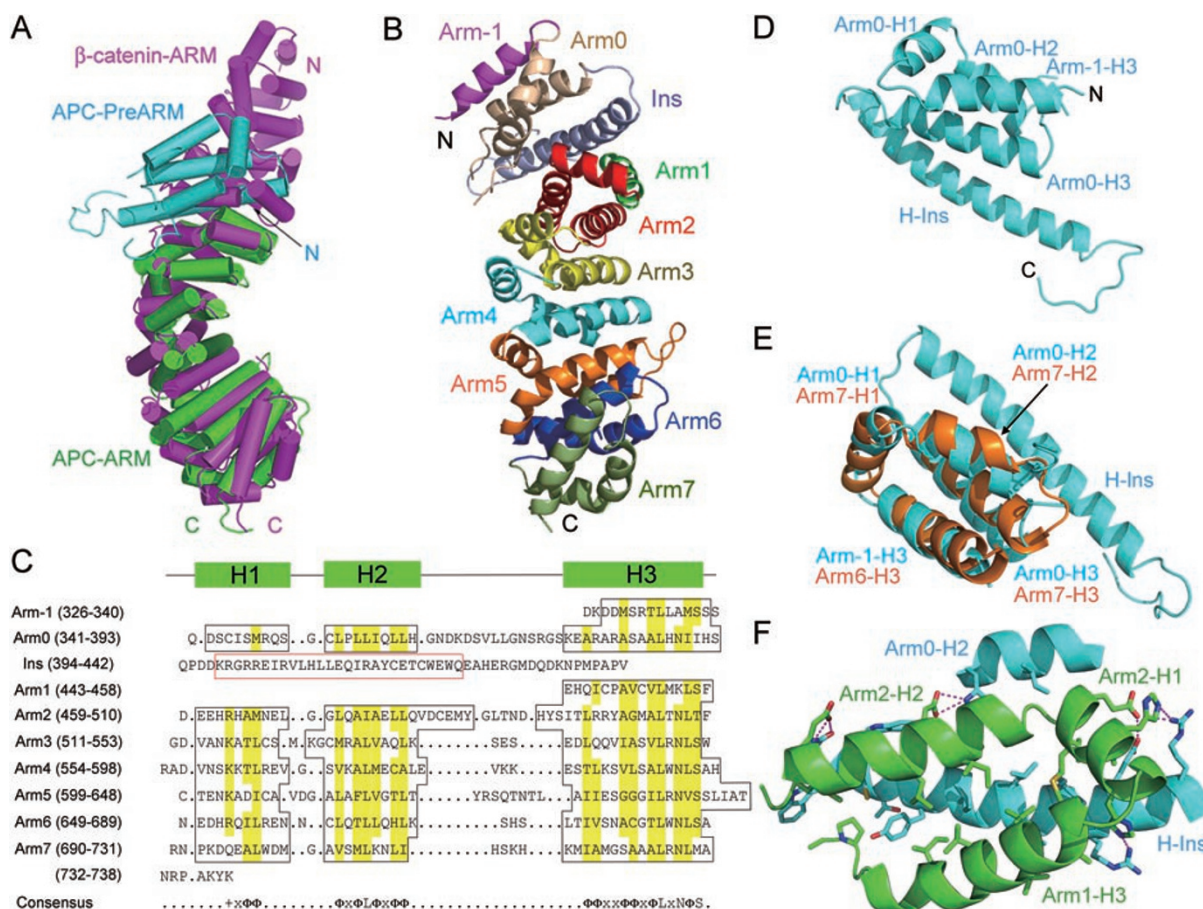 A
β-catenin-ARM
N
APC-PreARM
N
APC-ARM
C
C
B
Arm-1
Arm0
Ins
N
Arm1
Arm2
Arm3
Arm4
Arm5
Arm6
Arm7
C
D
Arm0-H1
Arm0-H2
Arm-1-H3
N
Arm0-H3
H-Ins
C
E
Arm0-H1
Arm7-H1
Arm0-H2
Arm7-H2
H-Ins
Arm-1-H3
Arm6-H3
Arm0-H3
Arm7-H3
C
H1 H2 H3
Arm-1 (326-340) DKDDMSRTLLAMSSS
Arm0 (341-393) Q.DSCISMRQS..G.CLPLLIQLLH.GNDKDSVLLGNSRGSKEARARASAALHNIIHS
Ins (394-442) QPDDKRGRREIRVLHLLEQIRAYCETCWEWQEAHERGMDQDKNPMPAPV
Arm1 (443-458) EHQICPAVCVLMKLSF
Arm2 (459-510) D.EEHRHAMNEL..GGLQAIAELLQVDCEMY.GLTND.HYSITLRRYAGMALTNLTF
Arm3 (511-553) GD.VANKATLCS.M.KGCMRALVAQLK........SES...EDLQQVIASVLRNLSW
Arm4 (554-598) RAD.VNSKKTLREV.G..SVKALMECALE.......VKK...ESTLKSVLSALWNLSAH
Arm5 (599-648) C.TENKADICA.VDG.ALAFLVGTLT.....YRSQTNTL..AIIESGGGILRNVSSLIAT
Arm6 (649-689) N.EDHRQILREN..N.CLQTLLQHLK.........SHS...LTIVSNACGTLWNLSA
Arm7 (690-731) RN.PKDQEALWDM..G..AVSMLKNLI........HSKH...KMIAMGSAAALRNLMA
(732-738) NRP.AKYK
Consensus .......+xΦΦ.......ΦxΦLΦxΦΦ..................ΦΦxxΦΦxΦLxNΦS.
F
Arm0-H2
Arm2-H2
Arm2-H1
H-Ins
Arm1-H3